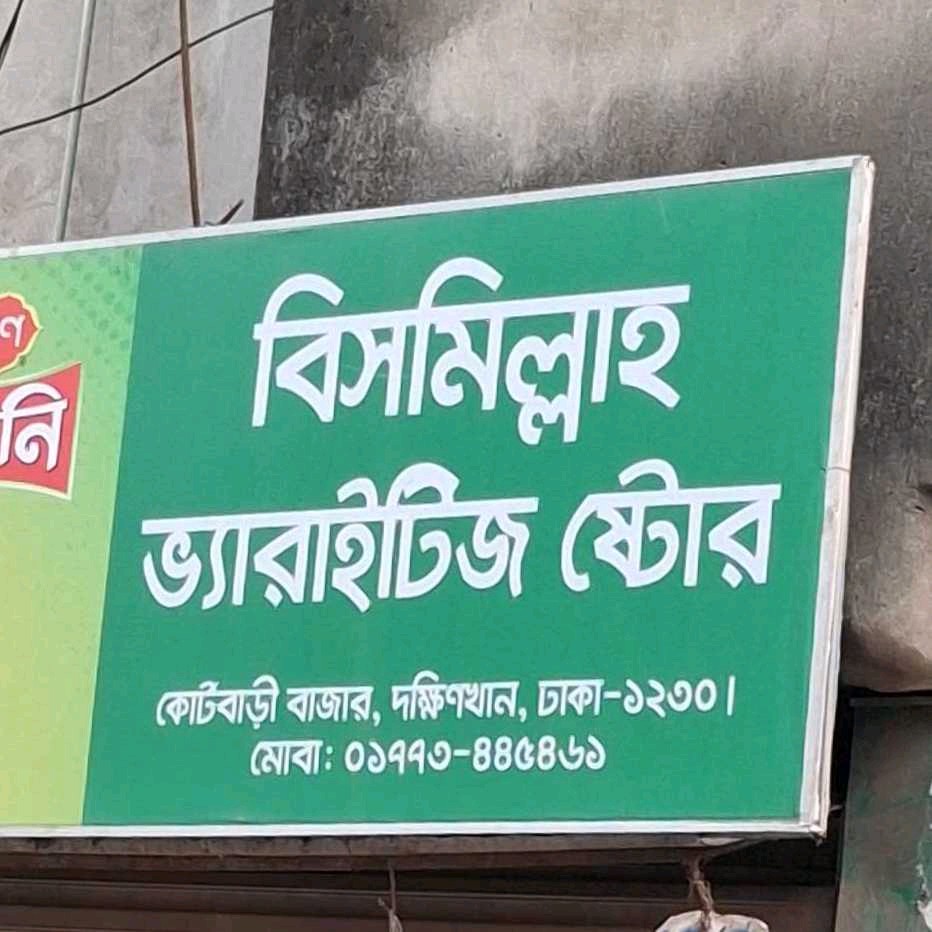 বিসমিল্লাহ
ভ্যারাইটিজ ষ্টোর
কোর্টবাড়ী বাজার, দক্ষিণখান, ঢাকা-১২৩০।
মোবা: ০১৭৭৩-৪৪৫৪৬১